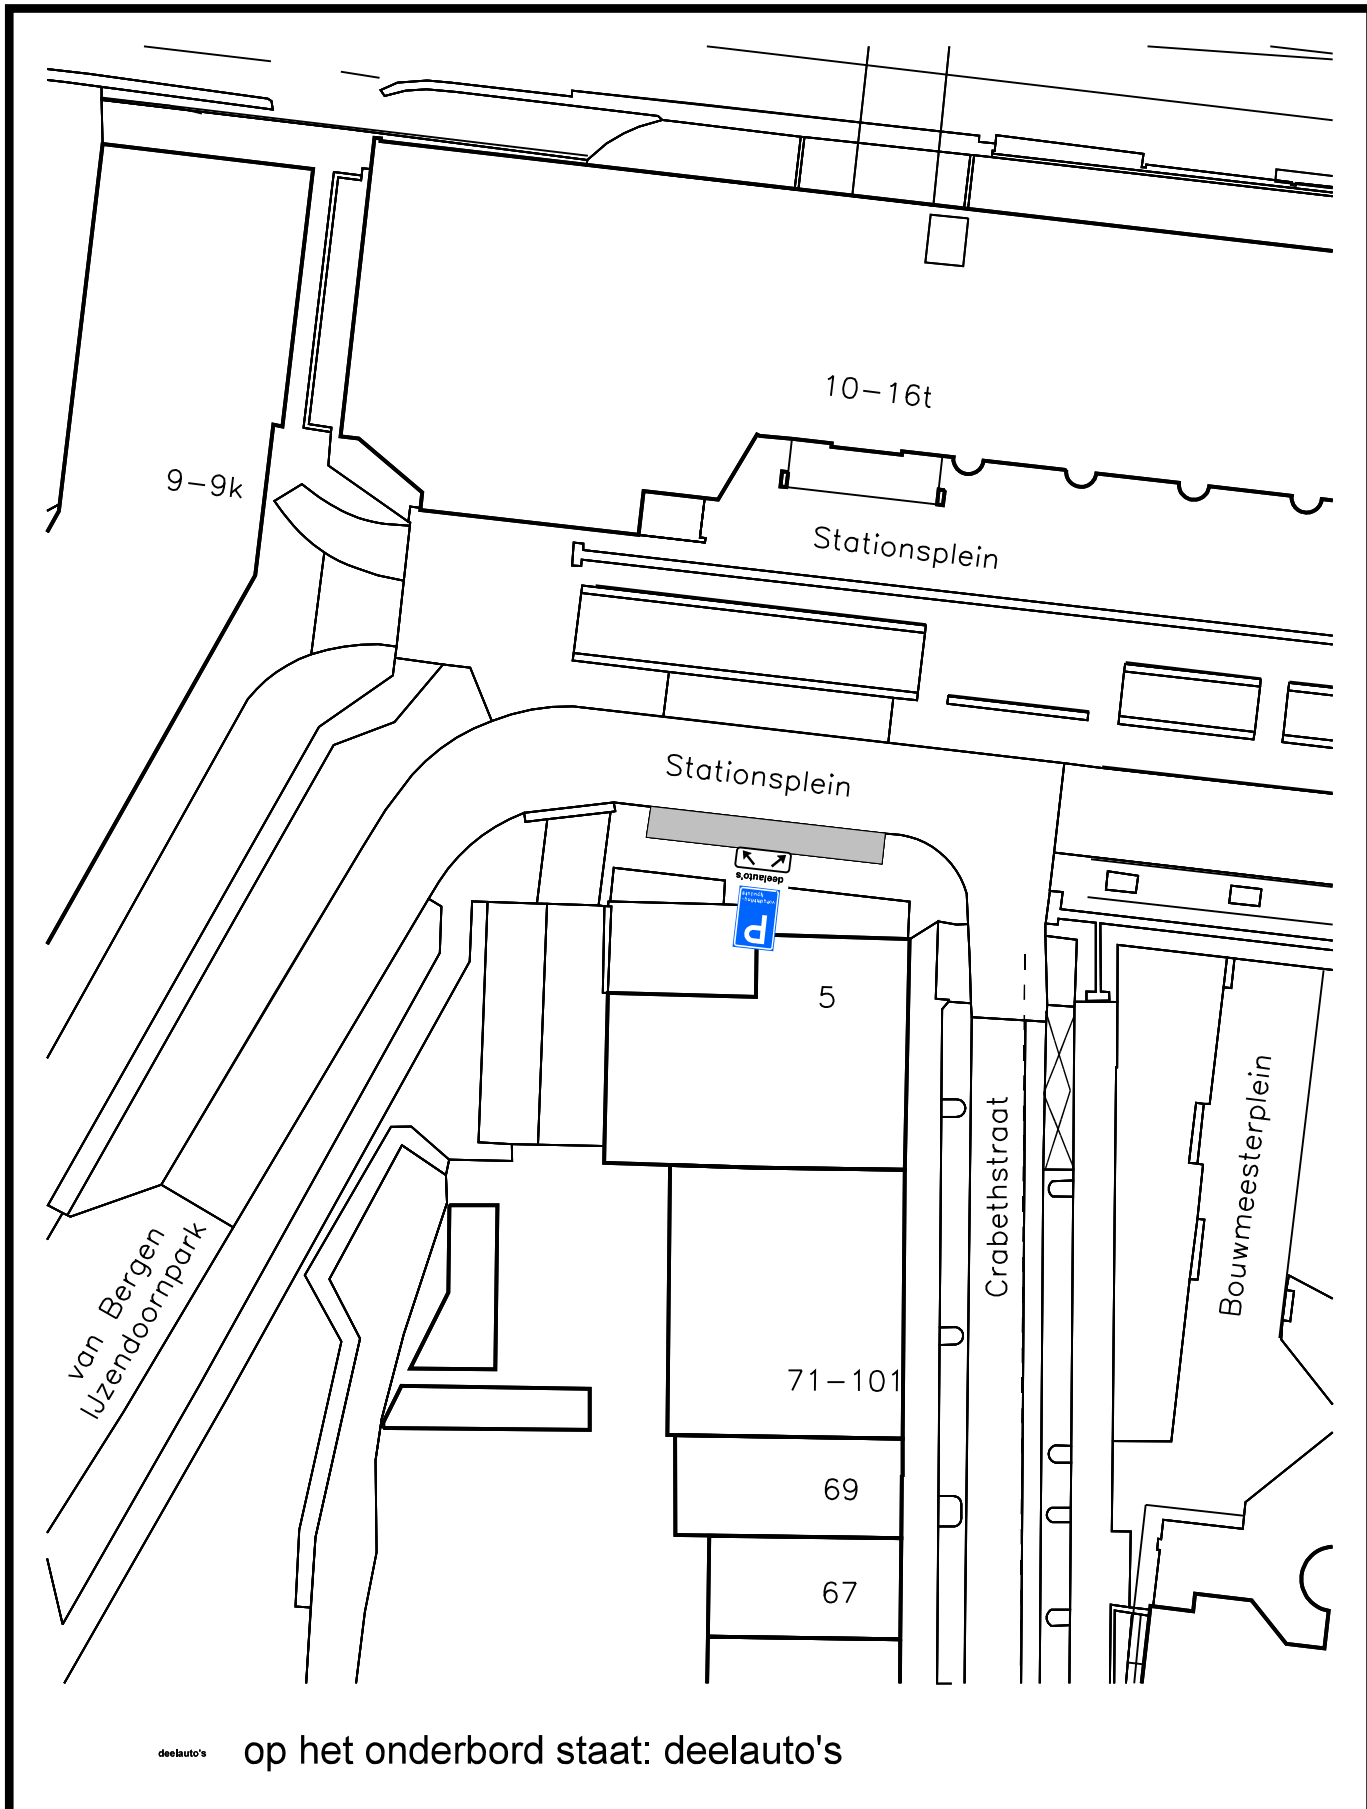 10-16t
9-9k
Stationsplein
Stationsplein
deelauto's
P
5
Crabethstraat
Bouwmeesterplein
van Bergen
IJzendoornpark
71-101
69
67
deelauto's
op het onderbord staat: deelauto's